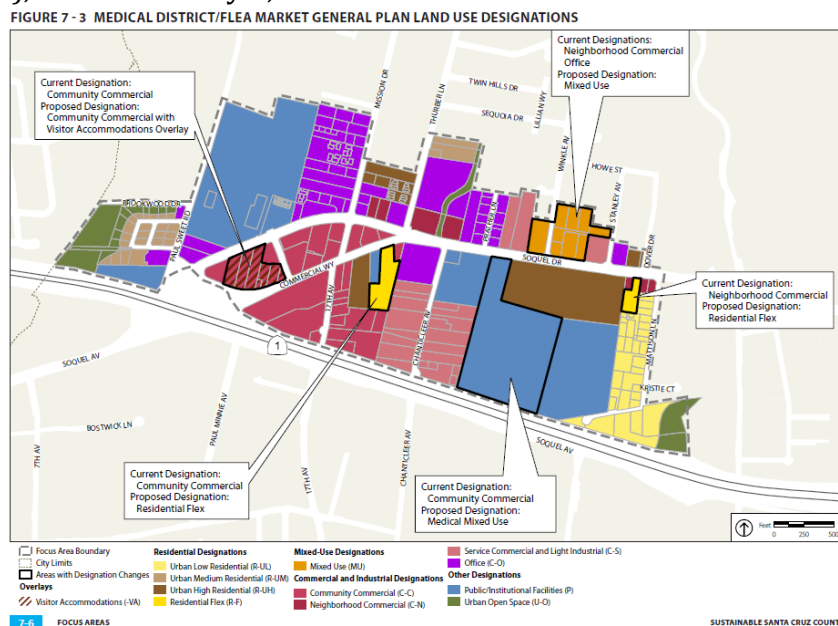 FIGURE 7 - 3 MEDICAL DISTRICT/FLEA MARKET GENERAL PLAN LAND USE DESIGNATIONS
Current Designations:
Neighborhood Commercial
Office
Proposed Designation:
Mixed Use
Current Designation:
Community Commercial
Proposed Designation:
Community Commercial with
Visitor Accommodations Overlay
MISSION DR
THURBER LN
TWIN HILLS DR
SEQUOIA DR
LILLIAN WY
WINKLE AV
HOWE ST
STANLEY AV
BROOKWOOD DR
PAUL SWEET RD
PRATHER LN
SOQUEL DR
DOVER DR
COMMERCIAL WY
17TH AV
CHANTICLEER AV
Current Designation:
Neighborhood Commercial
Proposed Designation:
Residential Flex
MATTISON LN
KRISTIE CT
1
SOQUEL AV
BOSTWICK LN
7TH AV
PAUL MINNIE AV
17TH AV
CHANTICLEER AV
SOQUEL AV
Current Designation:
Community Commercial
Proposed Designation:
Residential Flex
Current Designation:
Community Commercial
Proposed Designation:
Medical Mixed Use
Feet
0 250 500
Focus Area Boundary
City Limits
Areas with Designation Changes
Overlays
Visitor Accommodations (-VA)
Residential Designations
Urban Low Residential (R-UL)
Urban Medium Residential (R-UM)
Urban High Residential (R-UH)
Residential Flex (R-F)
Mixed-Use Designations
Mixed Use (MU)
Commercial and Industrial Designations
Community Commercial (C-C)
Neighborhood Commercial (C-N)
Service Commercial and Light Industrial (C-S)
Office (C-O)
Other Designations
Public/Institutional Facilities (P)
Urban Open Space (U-O)
7-6 FOCUS AREAS
SUSTAINABLE SANTA CRUZ COUNT